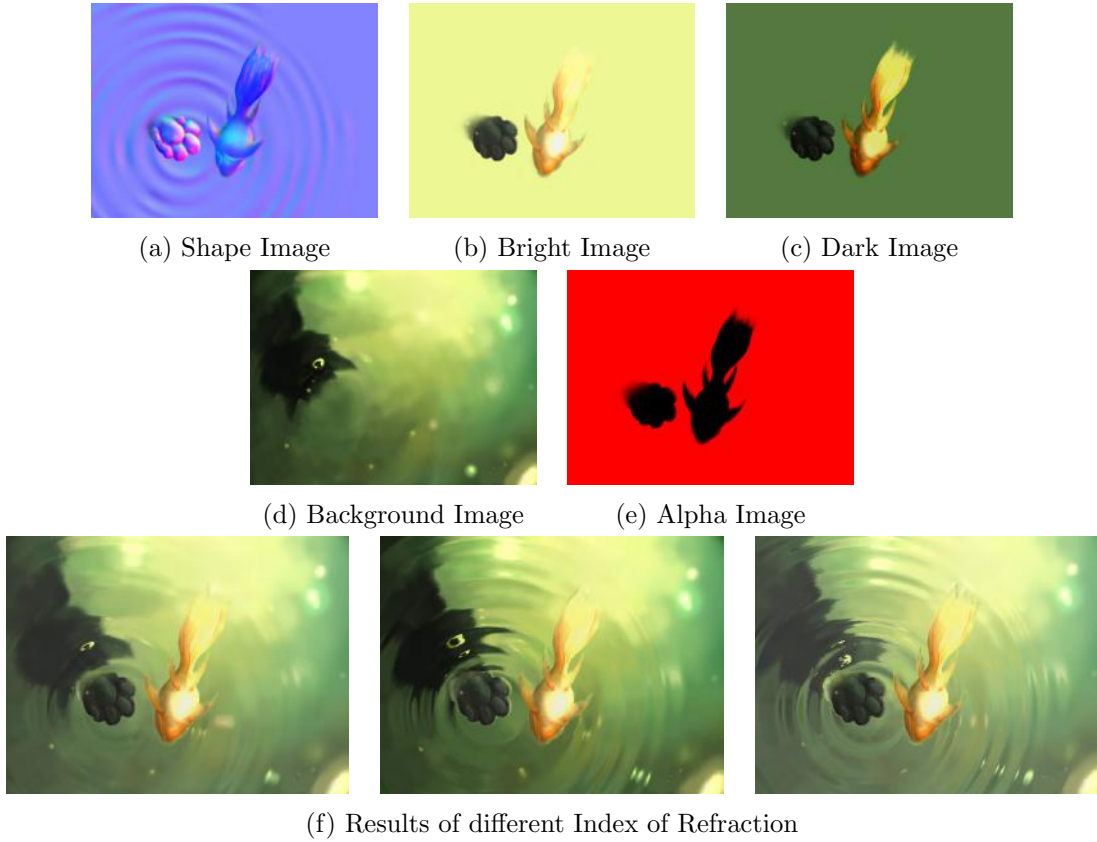 (a) Shape Image
(b) Bright Image
(c) Dark Image
(d) Background Image
(e) Alpha Image
(f) Results of different Index of Refraction